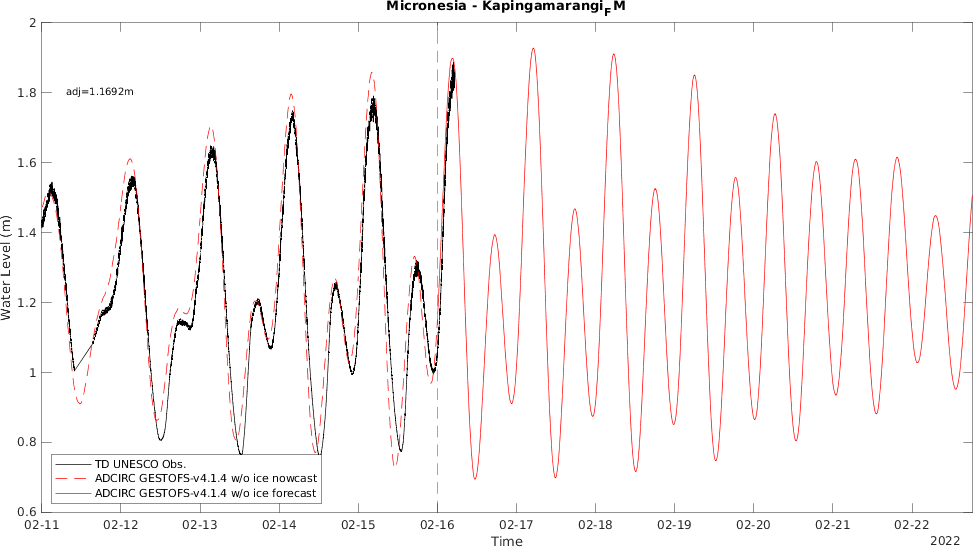 Micronesia - Kapingamarangi_FM
adj=1.1692m
Water Level (m)
2
1.8
1.6
1.4
1.2
1
0.8
0.6
TD UNESCO Obs.
ADCIRC GESTOFS-v4.1.4 w/o ice nowcast
ADCIRC GESTOFS-v4.1.4 w/o ice forecast
02-11 02-12 02-13 02-14 02-15 02-16 02-17 02-18 02-19 02-20 02-21 02-22
Time
2022